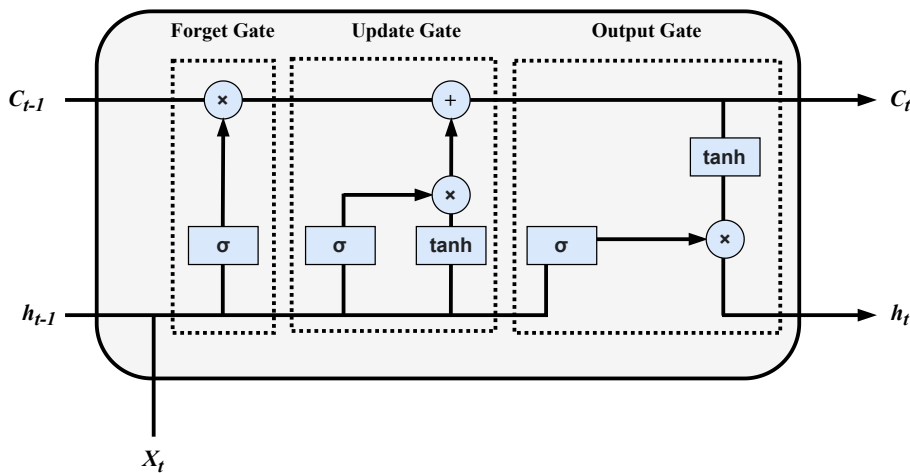 Forget Gate Update Gate Output Gate
C_{t-1} × + C_t
tanh
×
σ σ tanh σ ×
h_{t-1} h_t
X_t